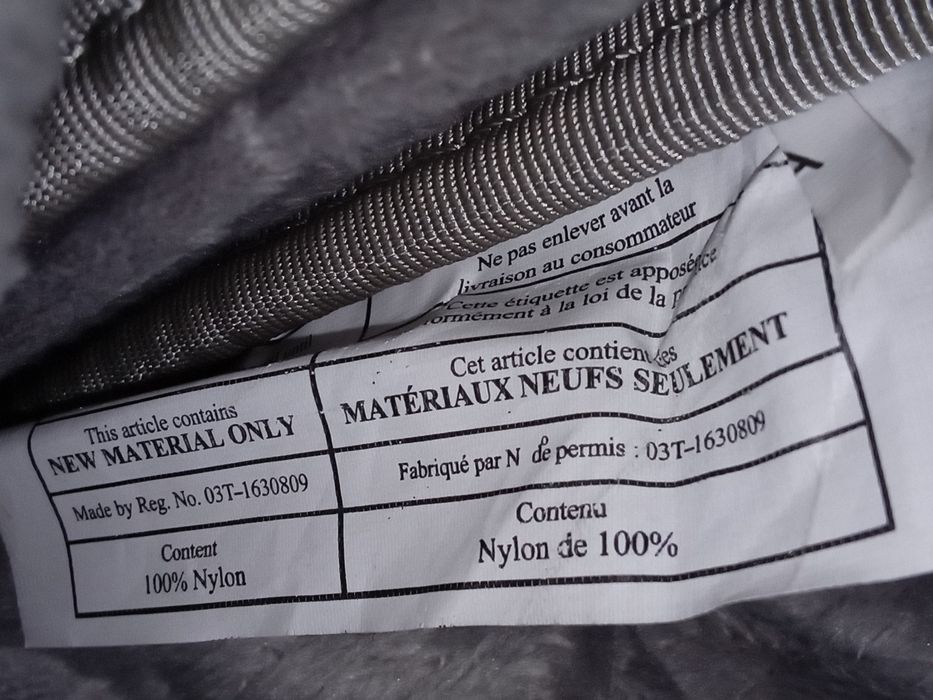 Ne pas enlever avant la
livraison au consommateur
Cette étiquette est apposée
ormément à la loi de la
This article contains
NEW MATERIAL ONLY
Made by Reg. No. 03T-1630809
Content
100% Nylon
Cet article contient des
MATÉRIAUX NEUFS SEULEMENT
Fabriqué par N de permis : 03T-1630809
Contenu
Nylon de 100%